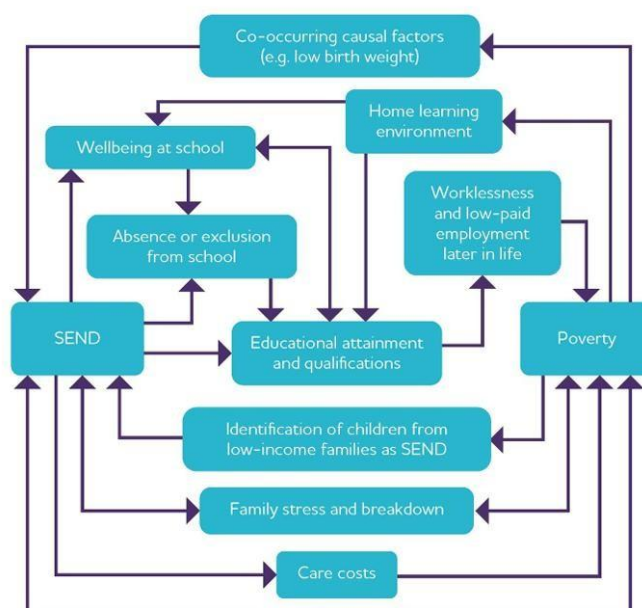 Co-occurring causal factors
(e.g. low birth weight)
Home learning
environment
Wellbeing at school
Worklessness
and low-paid
employment
later in life
Absence or exclusion
from school
SEND
Educational attainment
and qualifications
Poverty
Identification of children from
low-income families as SEND
Family stress and breakdown
Care costs